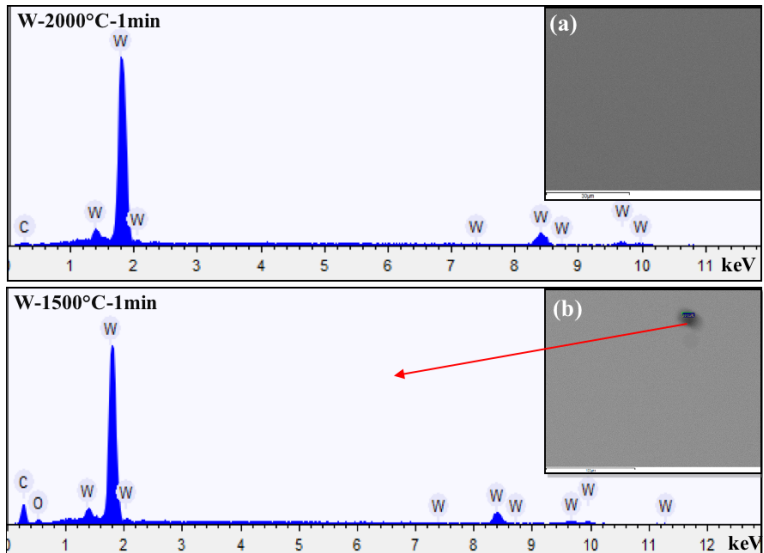 W-2000°C-1min
(a)
W
C W W W W W W W
1 2 3 4 5 6 7 8 9 10 11 keV
W-1500°C-1min
(b)
W
C O W W W W W W W W
0 1 2 3 4 5 6 7 8 9 10 11 12 keV